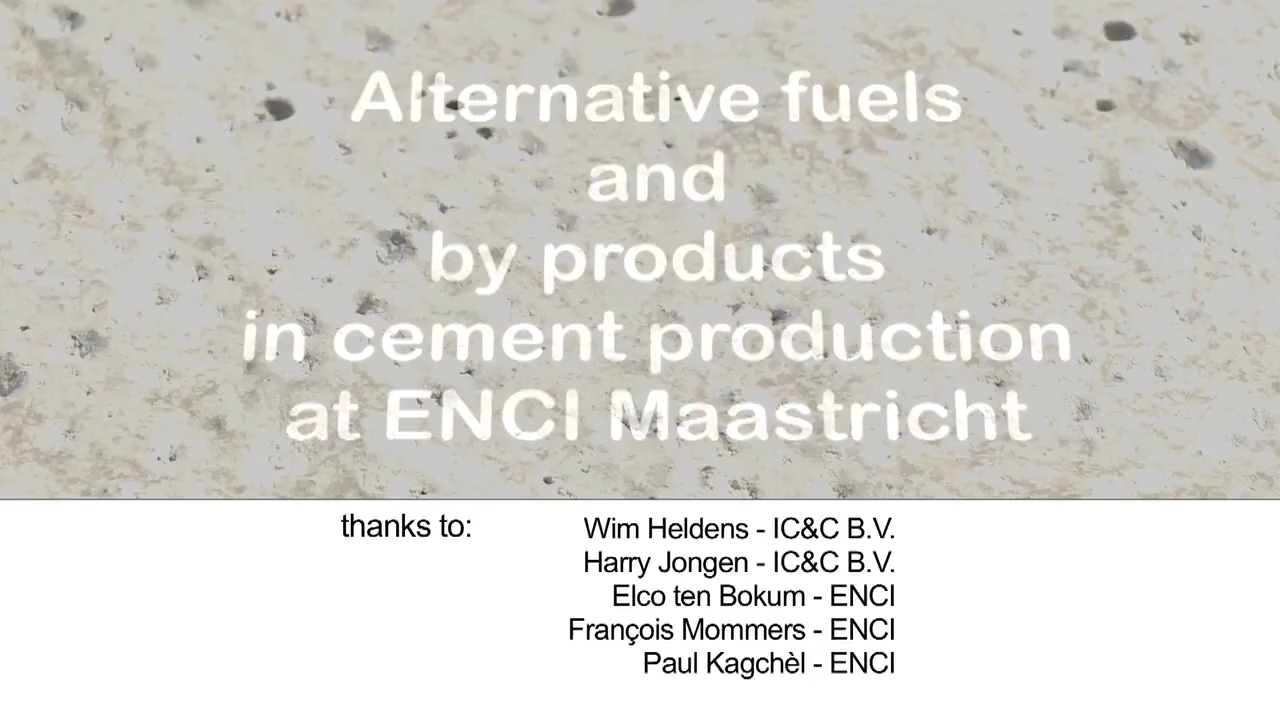 Alternative fuels
and
by products
in cement production
at ENCI Maastricht
thanks to:
Wim Heldens - IC&C B.V.
Harry Jongen - IC&C B.V.
Elco ten Bokum - ENCI
François Mommers - ENCI
Paul Kagchèl - ENCI